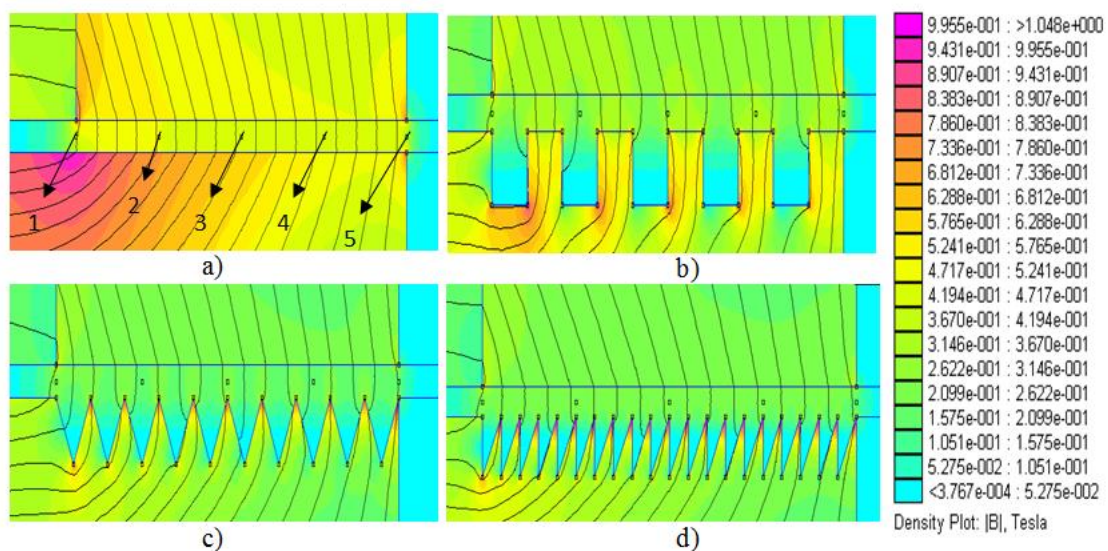 1
2
3
4
5
a)
b)
c)
d)
9.955e-001 : >1.048e+000
9.431e-001 : 9.955e-001
8.907e-001 : 9.431e-001
8.383e-001 : 8.907e-001
7.860e-001 : 8.383e-001
7.336e-001 : 7.860e-001
6.812e-001 : 7.336e-001
6.288e-001 : 6.812e-001
5.765e-001 : 6.288e-001
5.241e-001 : 5.765e-001
4.717e-001 : 5.241e-001
4.194e-001 : 4.717e-001
3.670e-001 : 4.194e-001
3.146e-001 : 3.670e-001
2.622e-001 : 3.146e-001
2.099e-001 : 2.622e-001
1.575e-001 : 2.099e-001
1.051e-001 : 1.575e-001
5.275e-002 : 1.051e-001
<3.767e-004 : 5.275e-002
Density Plot: |B|, Tesla